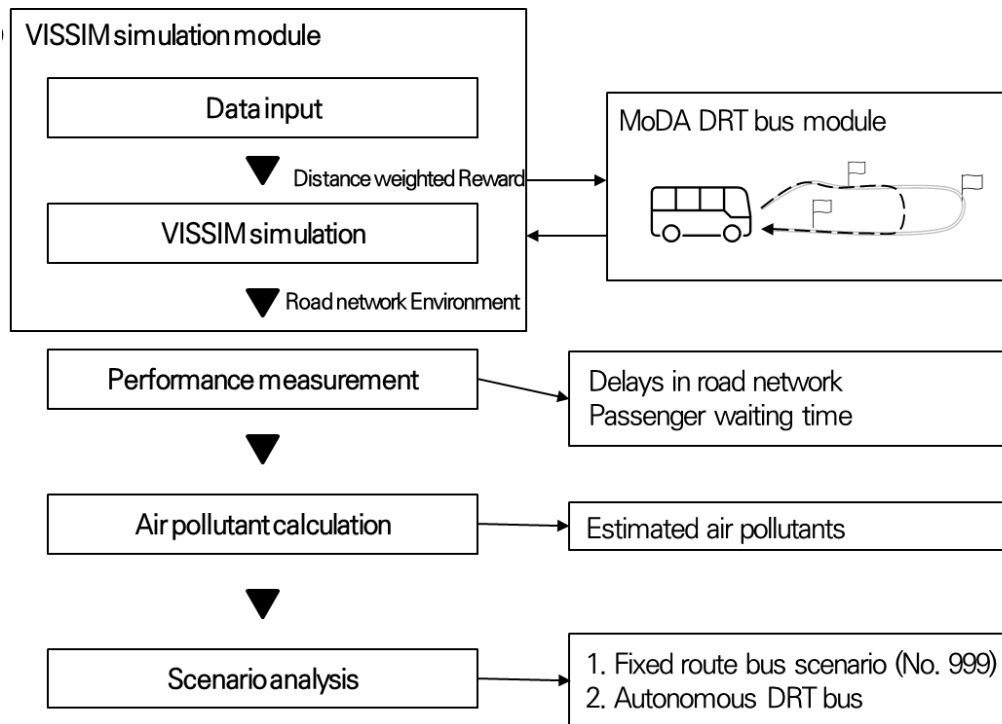 VISSIM simulation module
Data input
Distance weighted Reward
VISSIM simulation
Road network Environment
MoDA DRT bus module
Performance measurement
Delays in road network
Passenger waiting time
Air pollutant calculation
Estimated air pollutants
Scenario analysis
1. Fixed route bus scenario (No. 999)
2. Autonomous DRT bus